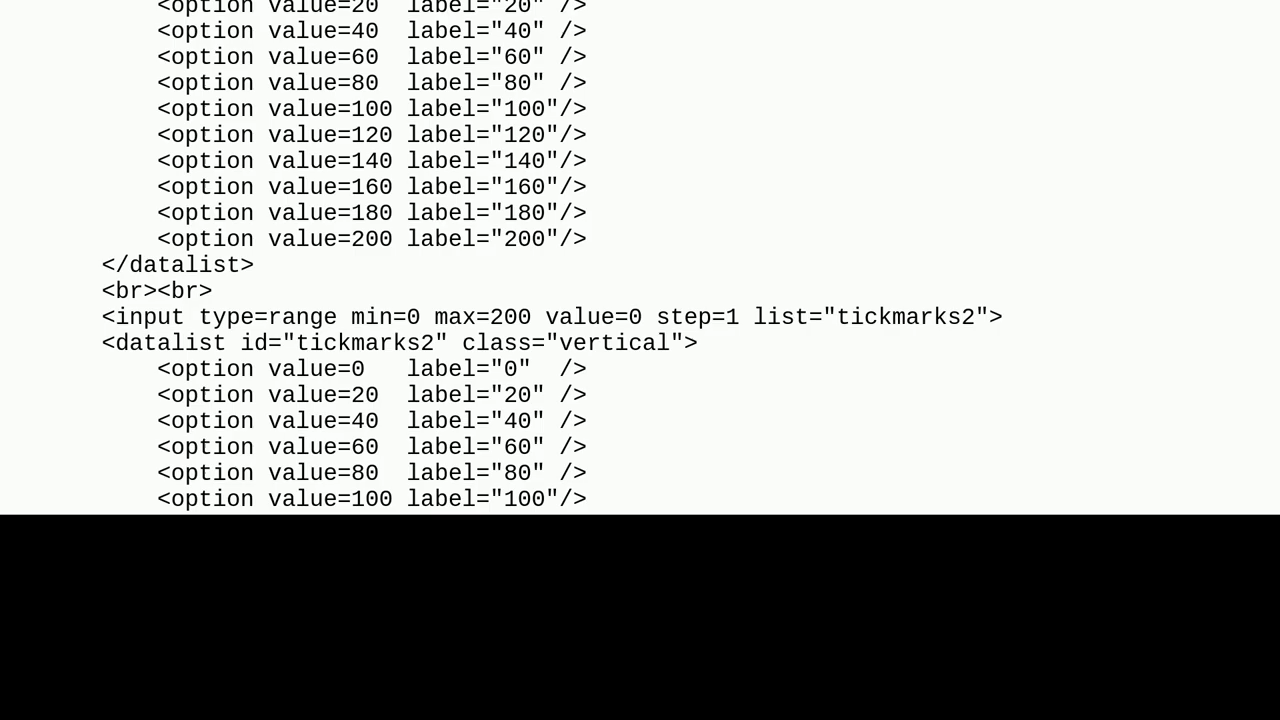 <option value=20  label="20" />
<option value=40  label="40" />
<option value=60  label="60" />
<option value=80  label="80" />
<option value=100 label="100"/>
<option value=120 label="120"/>
<option value=140 label="140"/>
<option value=160 label="160"/>
<option value=180 label="180"/>
<option value=200 label="200"/>
</datalist>
<br><br>
<input type=range min=0 max=200 value=0 step=1 list="tickmarks2">
<datalist id="tickmarks2" class="vertical">
<option value=0   label="0"  />
<option value=20  label="20" />
<option value=40  label="40" />
<option value=60  label="60" />
<option value=80  label="80" />
<option value=100 label="100"/>